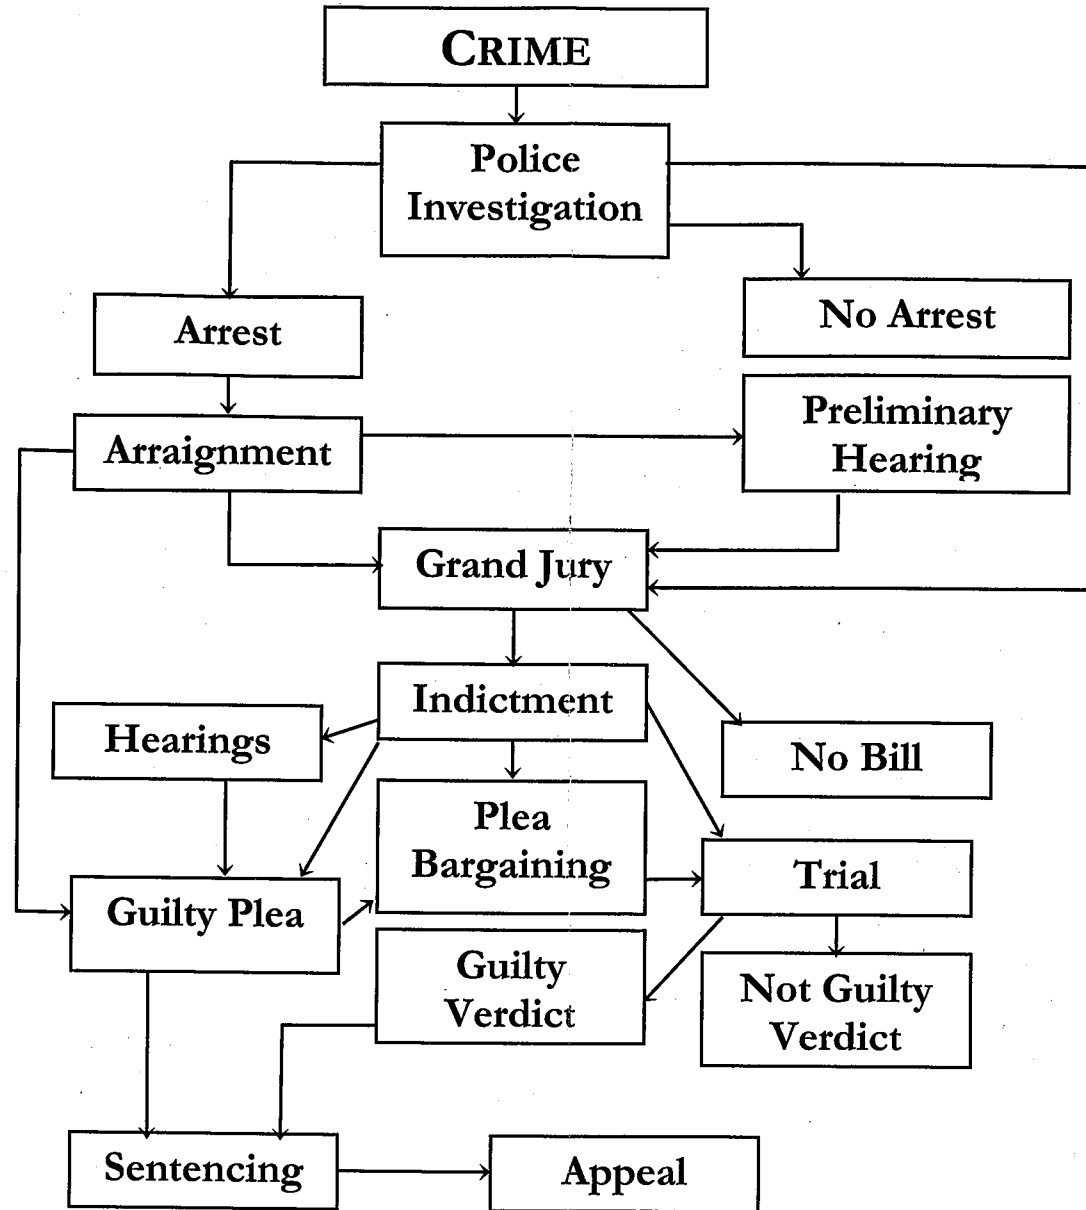 CRIME
Police
Investigation
Arrest
No Arrest
Arraignment
Preliminary
Hearing
Grand Jury
Indictment
Hearings
No Bill
Plea
Bargaining
Trial
Guilty Plea
Guilty
Verdict
Not Guilty
Verdict
Sentencing
Appeal